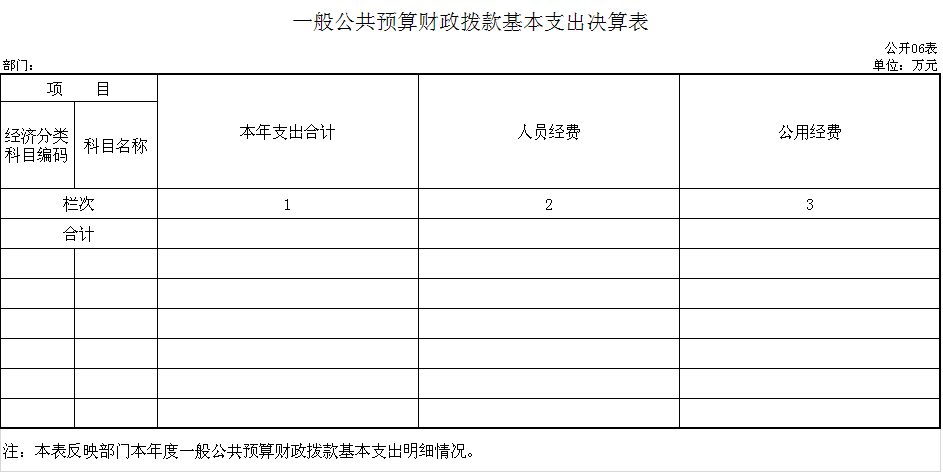 一般公共预算财政拨款基本支出决算表
公开06表
部门： 单位：万元
项 目
本年支出合计 人员经费 公用经费
经济分类
科目编码
科目名称
栏次 1 2 3
合计
注：本表反映部门本年度一般公共预算财政拨款基本支出明细情况。